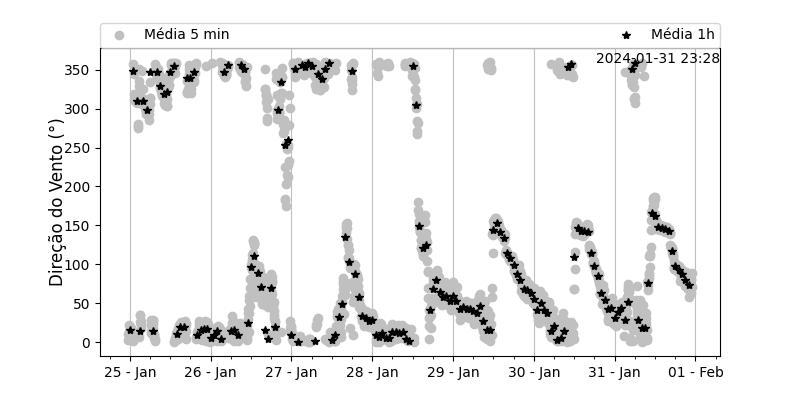 Média 5 min
Média 1h
2024-01-31 23:28
Direção do Vento (°)
350
300
250
200
150
100
50
0
25 - Jan
26 - Jan
27 - Jan
28 - Jan
29 - Jan
30 - Jan
31 - Jan
01 - Feb